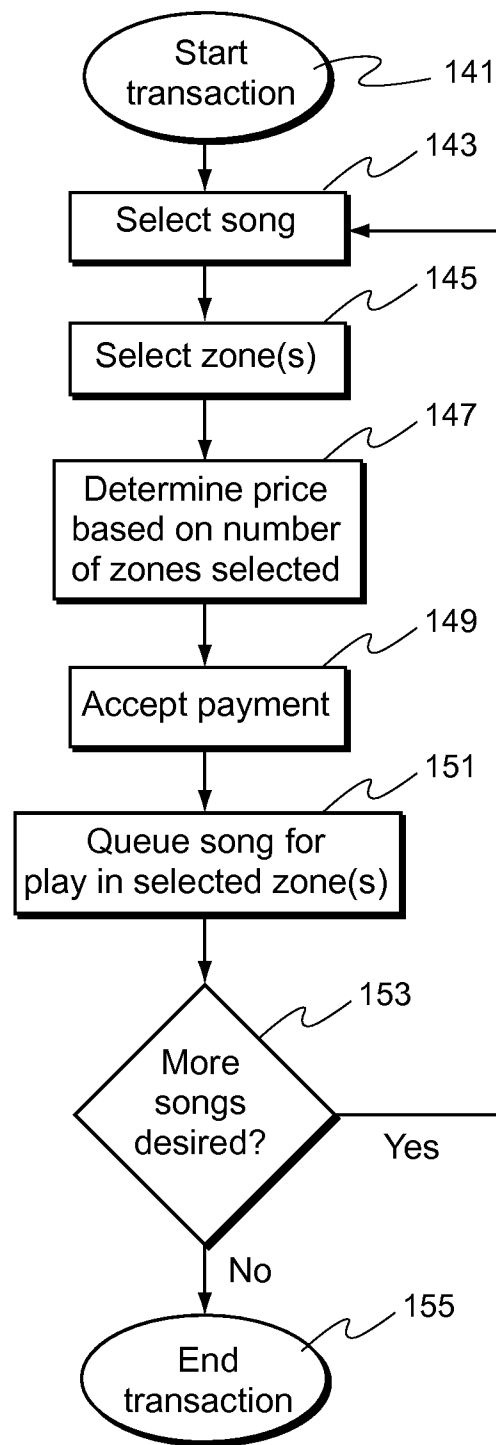 Start
transaction
141
143
Select song
145
Select zone(s)
147
Determine price
based on number
of zones selected
149
Accept payment
151
Queue song for
play in selected zone(s)
153
More
songs
desired?
Yes
No
155
End
transaction